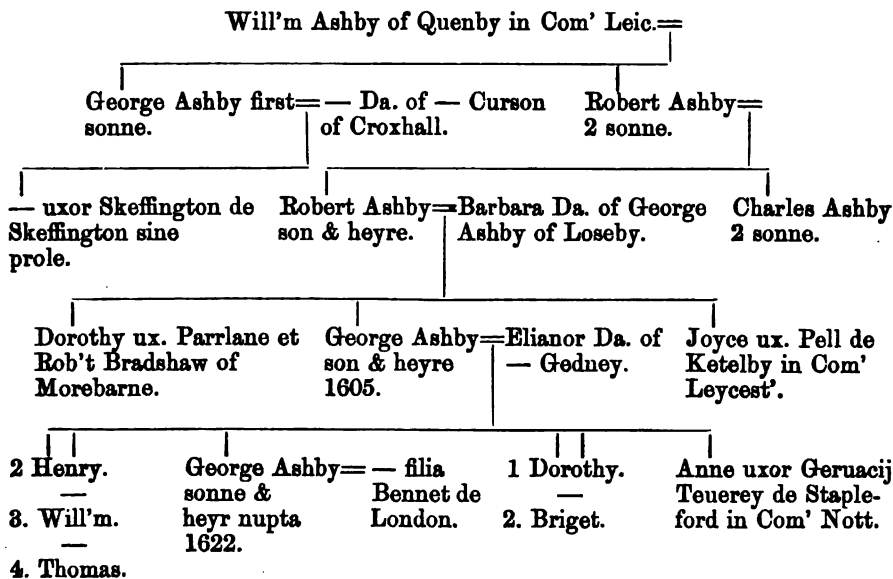 Will'm Ashby of Quenby in Com' Leic.=
George Ashby first= — Da. of — Curson
sonne. of Croxhall.
Robert Ashby=
2 sonne.
— uxor Skeffington de
Skeffington sine
prole.
Robert Ashby=Barbara Da. of George
son & heyre. Ashby of Loseby.
Charles Ashby
2 sonne.
Dorothy ux. Parrlane et
Rob't Bradshaw of
Morebarne.
George Ashby=Elianor Da. of
son & heyre — Gedney.
1605.
Joyce ux. Pell de
Ketelby in Com'
Leycest'.
2 Henry.
—
3. Will'm.
—
4. Thomas.
George Ashby= — filia
sonne & Bennet de
heyr nupta London.
1622.
1 Dorothy.
—
2. Briget.
Anne uxor Geruacij
Teuerey de Staple-
ford in Com' Nott.